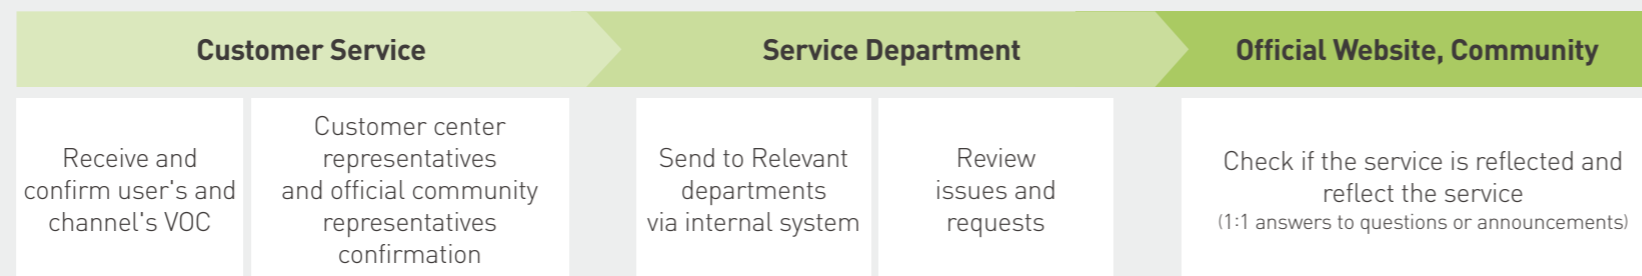 Customer Service
Service Department
Official Website, Community
Receive and
confirm user's and
channel's VOC
Customer center
representatives
and official community
representatives
confirmation
Send to Relevant
departments
via internal system
Review
issues and
requests
Check if the service is reflected and
reflect the service
(1:1 answers to questions or announcements)